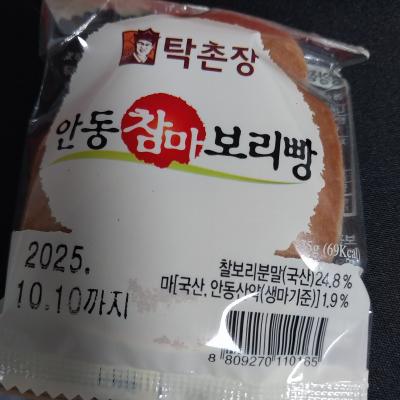 탁촌장
안동참마보리빵
35g (69Kcal)
2025.
10.10까지
찰보리분말(국산)24.8%
마[국산, 안동산약(생마기준)]1.9%
8 809270 110165